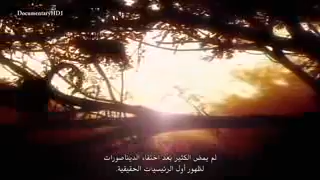 DocumentaryHD1
لم يمض الكثير بعد اختفاء الديناصورات
لظهور أول الرئيسيات الحقيقية.